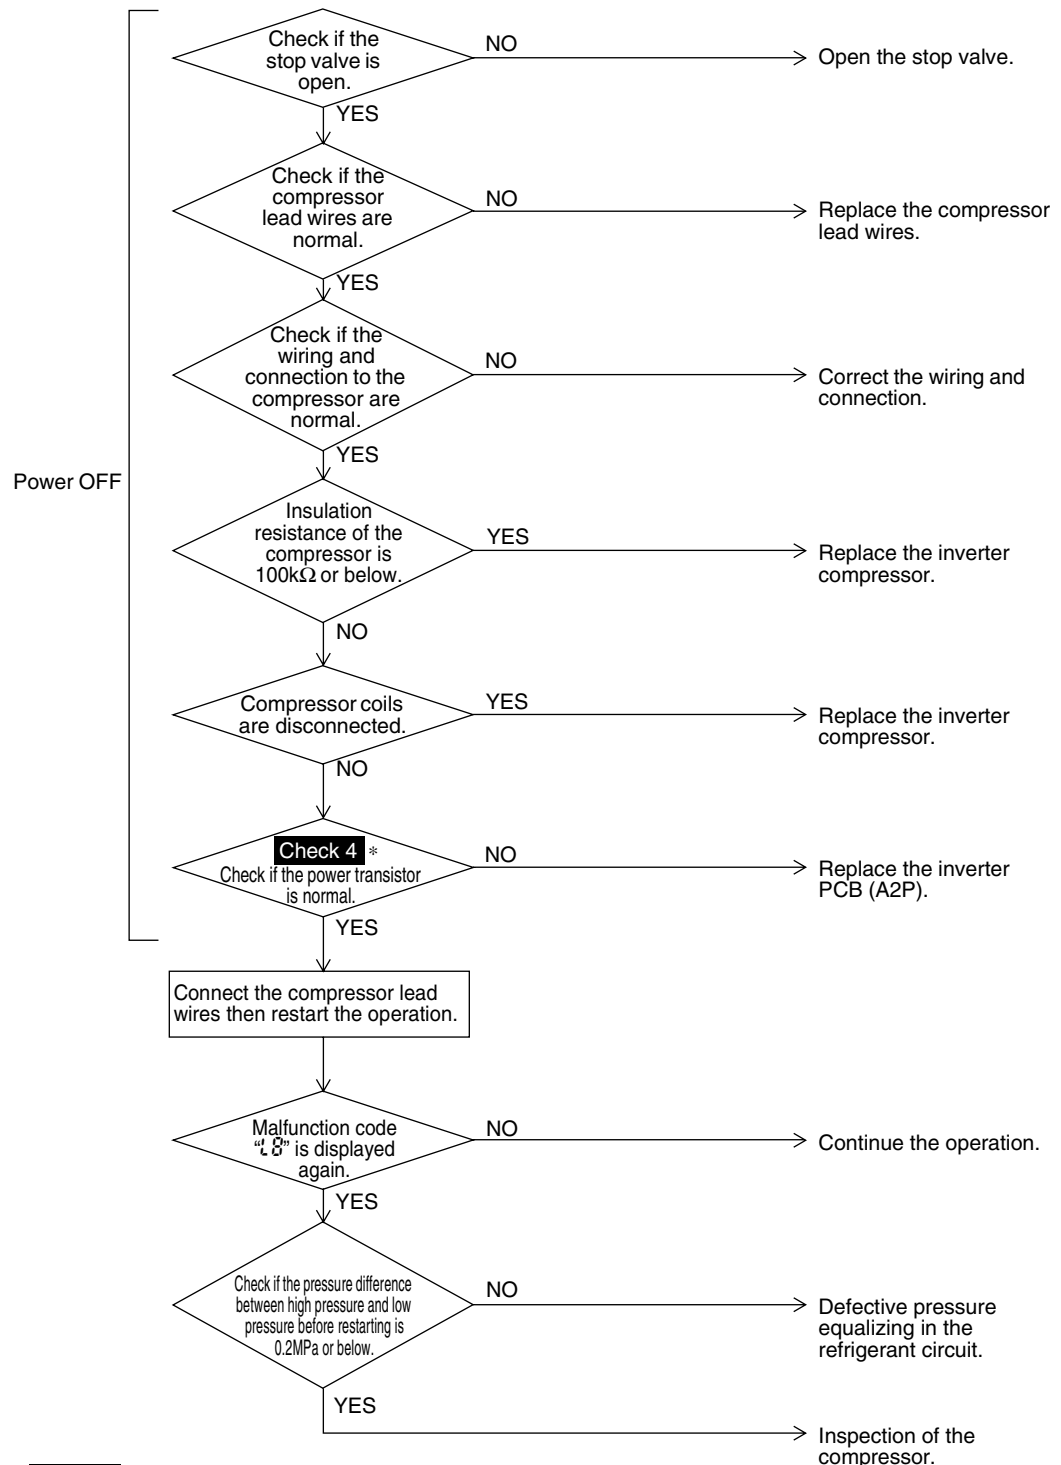 Check if the
stop valve is
open.
NO
Open the stop valve.
YES
Check if the
compressor
lead wires are
normal.
NO
Replace the compressor
lead wires.
YES
Check if the
wiring and
connection to the
compressor are
normal.
NO
Correct the wiring and
connection.
YES
Power OFF
Insulation
resistance of the
compressor is
100kΩ or below.
YES
Replace the inverter
compressor.
NO
Compressor coils
are disconnected.
YES
Replace the inverter
compressor.
NO
Check 4 *
Check if the power transistor
is normal.
NO
Replace the inverter
PCB (A2P).
YES
Connect the compressor lead
wires then restart the operation.
Malfunction code
“L8” is displayed
again.
NO
Continue the operation.
YES
Check if the pressure difference
between high pressure and low
pressure before restarting is
0.2MPa or below.
NO
Defective pressure
equalizing in the
refrigerant circuit.
YES
Inspection of the
compressor.